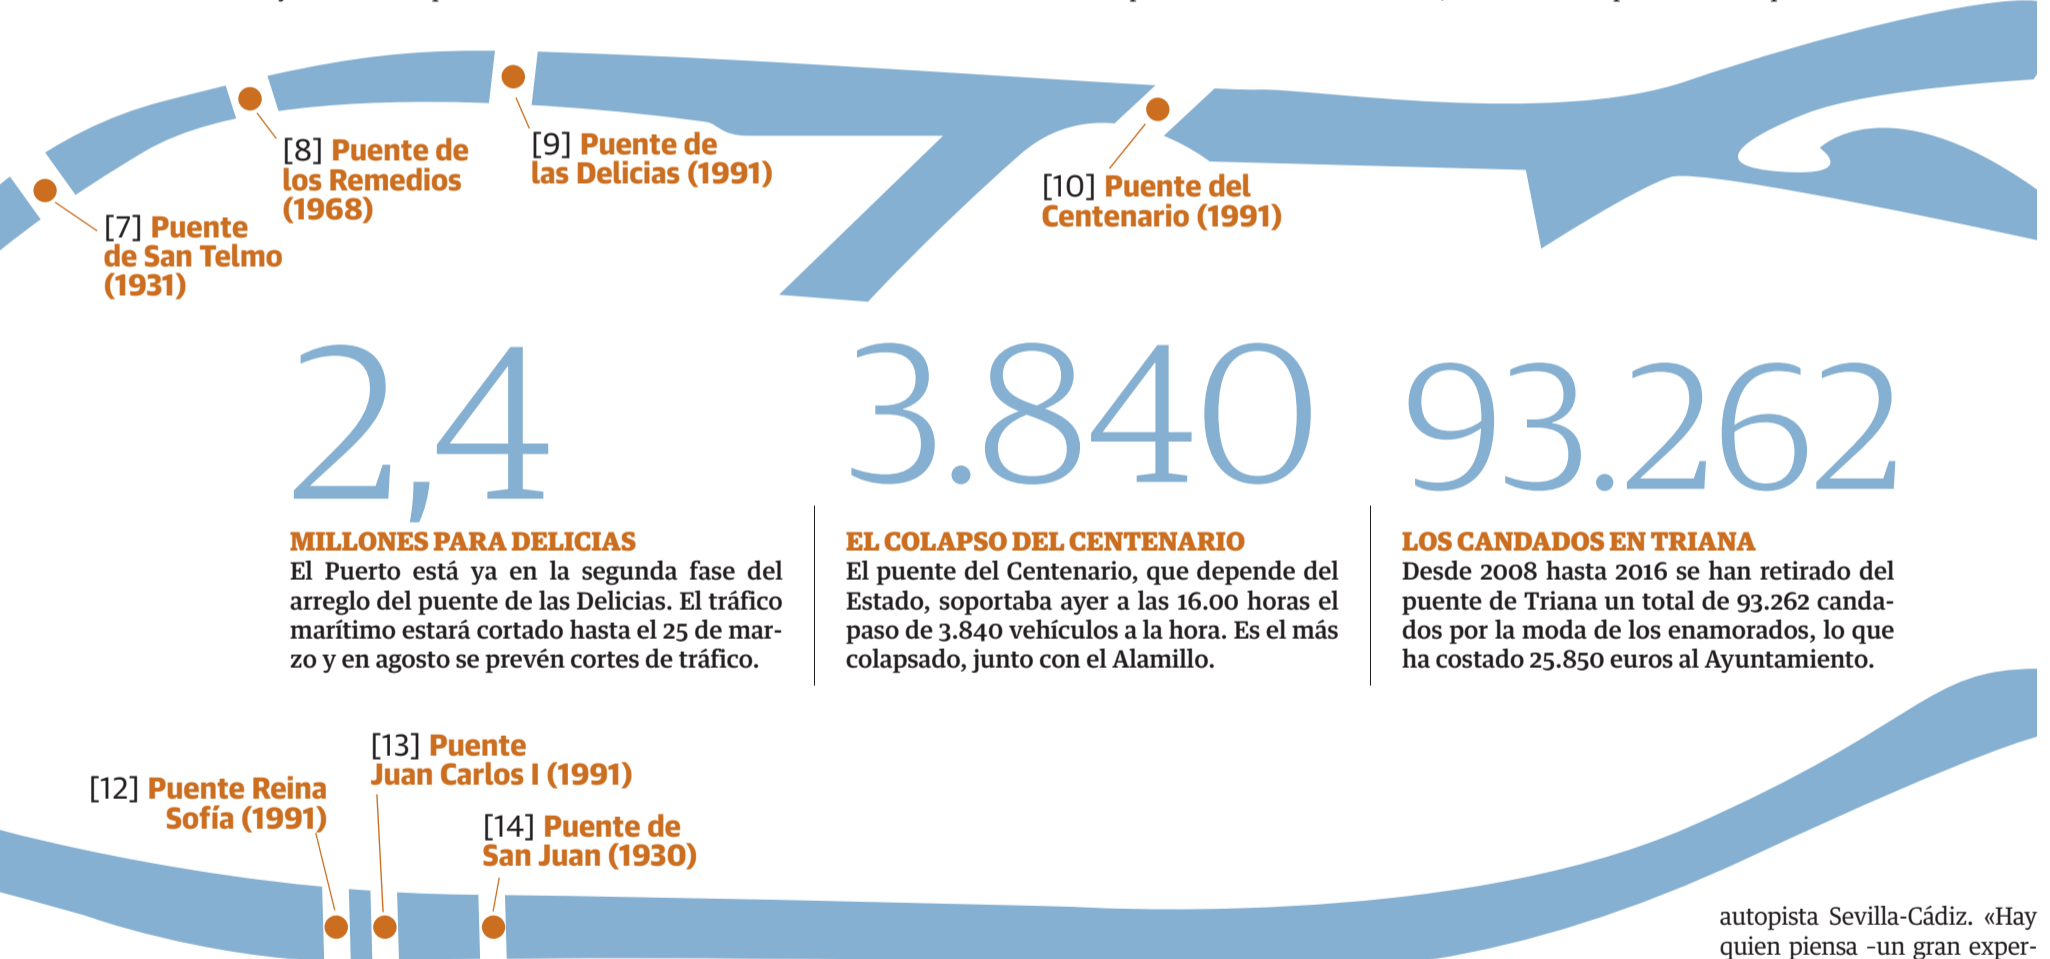 [8] Puente de
los Remedios
(1968)
[9] Puente de
las Delicias (1991)
[10] Puente del
Centenario (1991)
[7] Puente
de San Telmo
(1931)
2,4
MILLONES PARA DELICIAS
El Puerto está ya en la segunda fase del
arreglo del puente de las Delicias. El tráfico
marítimo estará cortado hasta el 25 de mar-
zo y en agosto se prevén cortes de tráfico.
3.840
EL COLAPSO DEL CENTENARIO
El puente del Centenario, que depende del
Estado, soportaba ayer a las 16.00 horas el
paso de 3.840 vehículos a la hora. Es el más
colapsado, junto con el Alamillo.
93.262
LOS CANDADOS EN TRIANA
Desde 2008 hasta 2016 se han retirado del
puente de Triana un total de 93.262 canda-
dos por la moda de los enamorados, lo que
ha costado 25.850 euros al Ayuntamiento.
[12] Puente Reina
Sofía (1991)
[13] Puente
Juan Carlos I (1991)
[14] Puente de
San Juan (1930)
autopista Sevilla-Cádiz. «Hay
quien piensa –un gran exper-